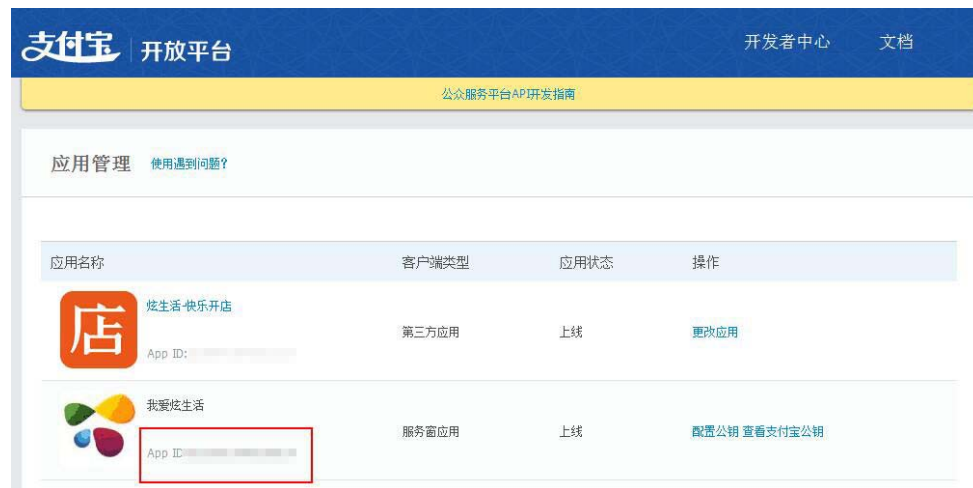 支付宝 开放平台 开发者中心 文档
公众服务平台API开发指南
应用管理 使用遇到问题?
应用名称 客户端类型 应用状态 操作
店
炫生活-快乐开店
第三方应用 上线 更改应用
App ID:
我爱炫生活
服务窗应用 上线 配置公钥 查看支付宝公钥
App ID